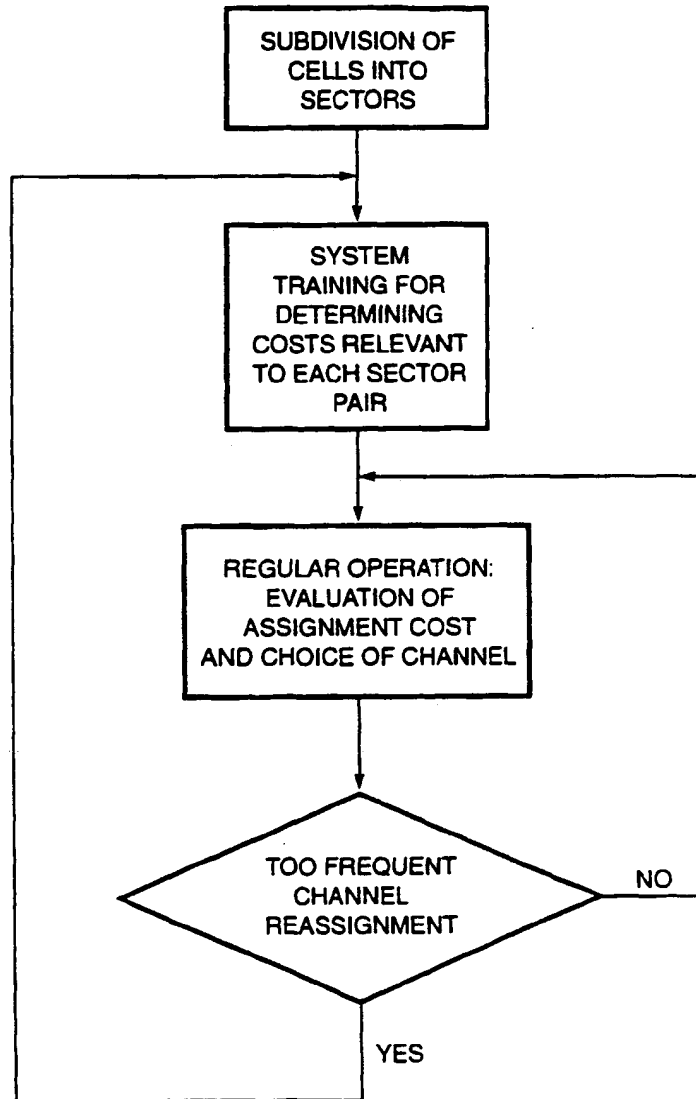 SUBDIVISION OF
CELLS INTO
SECTORS
SYSTEM
TRAINING FOR
DETERMINING
COSTS RELEVANT
TO EACH SECTOR
PAIR
REGULAR OPERATION:
EVALUATION OF
ASSIGNMENT COST
AND CHOICE OF CHANNEL
TOO FREQUENT
CHANNEL
REASSIGNMENT
NO
YES